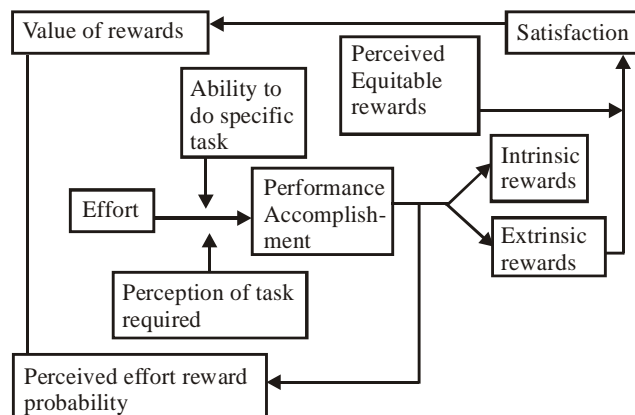 Value of rewards
Satisfaction
Perceived
Equitable
rewards
Ability to
do specific
task
Intrinsic
rewards
Performance
Accomplish-
ment
Effort
Extrinsic
rewards
Perception of task
required
Perceived effort reward
probability